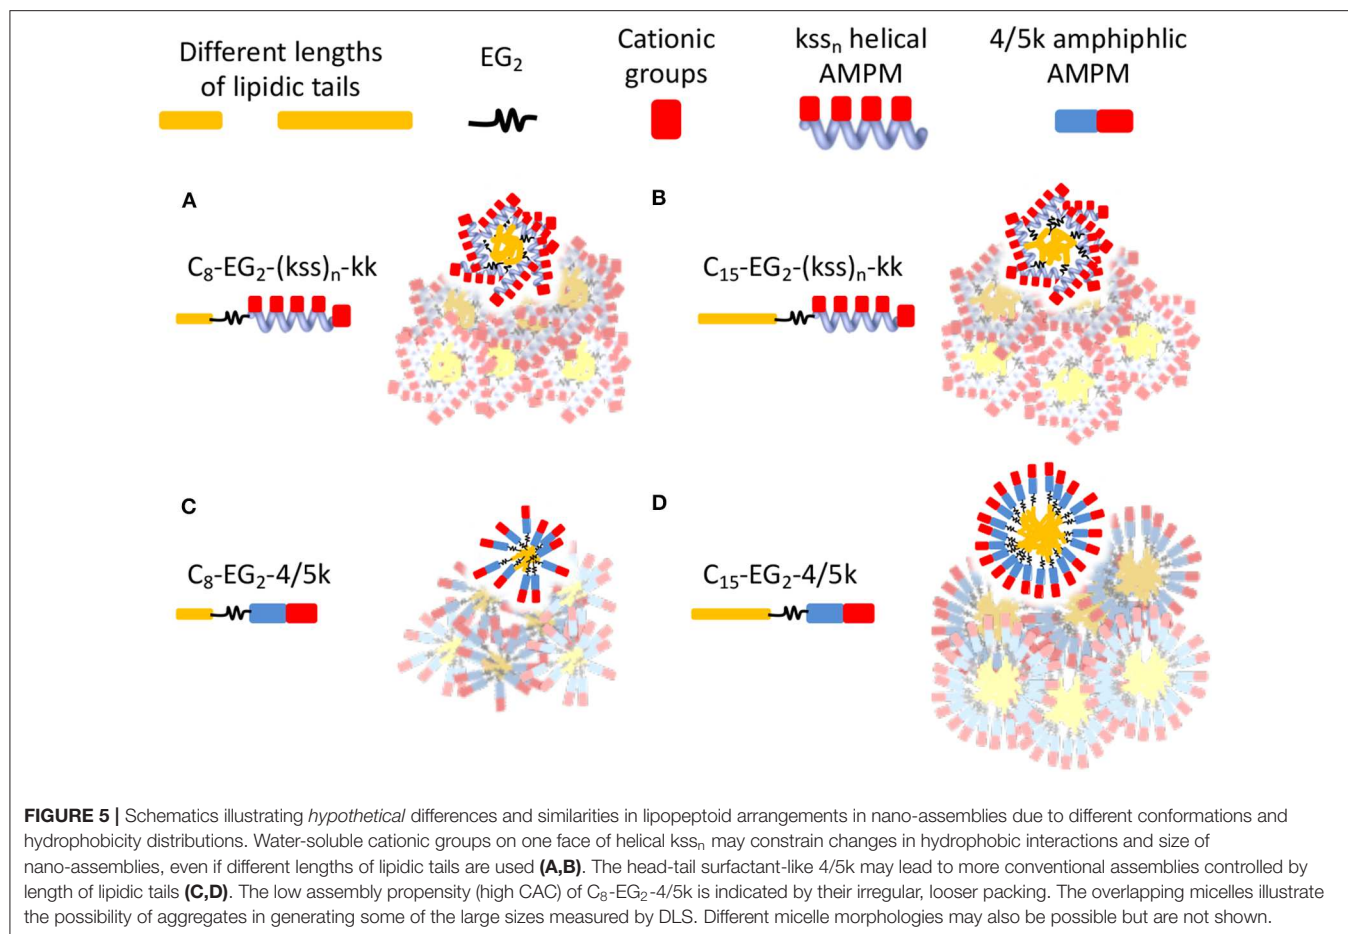 Different lengths
of lipidic tails
EG₂
Cationic
groups
kssₙ helical
AMPM
4/5k amphiphlic
AMPM
A
C₈-EG₂-(kss)ₙ-kk
B
C₁₅-EG₂-(kss)ₙ-kk
C
C₈-EG₂-4/5k
D
C₁₅-EG₂-4/5k
FIGURE 5 | Schematics illustrating hypothetical differences and similarities in lipopeptoid arrangements in nano-assemblies due to different conformations and
hydrophobicity distributions. Water-soluble cationic groups on one face of helical kssₙ may constrain changes in hydrophobic interactions and size of
nano-assemblies, even if different lengths of lipidic tails are used (A,B). The head-tail surfactant-like 4/5k may lead to more conventional assemblies controlled by
length of lipidic tails (C,D). The low assembly propensity (high CAC) of C₈-EG₂-4/5k is indicated by their irregular, looser packing. The overlapping micelles illustrate
the possibility of aggregates in generating some of the large sizes measured by DLS. Different micelle morphologies may also be possible but are not shown.